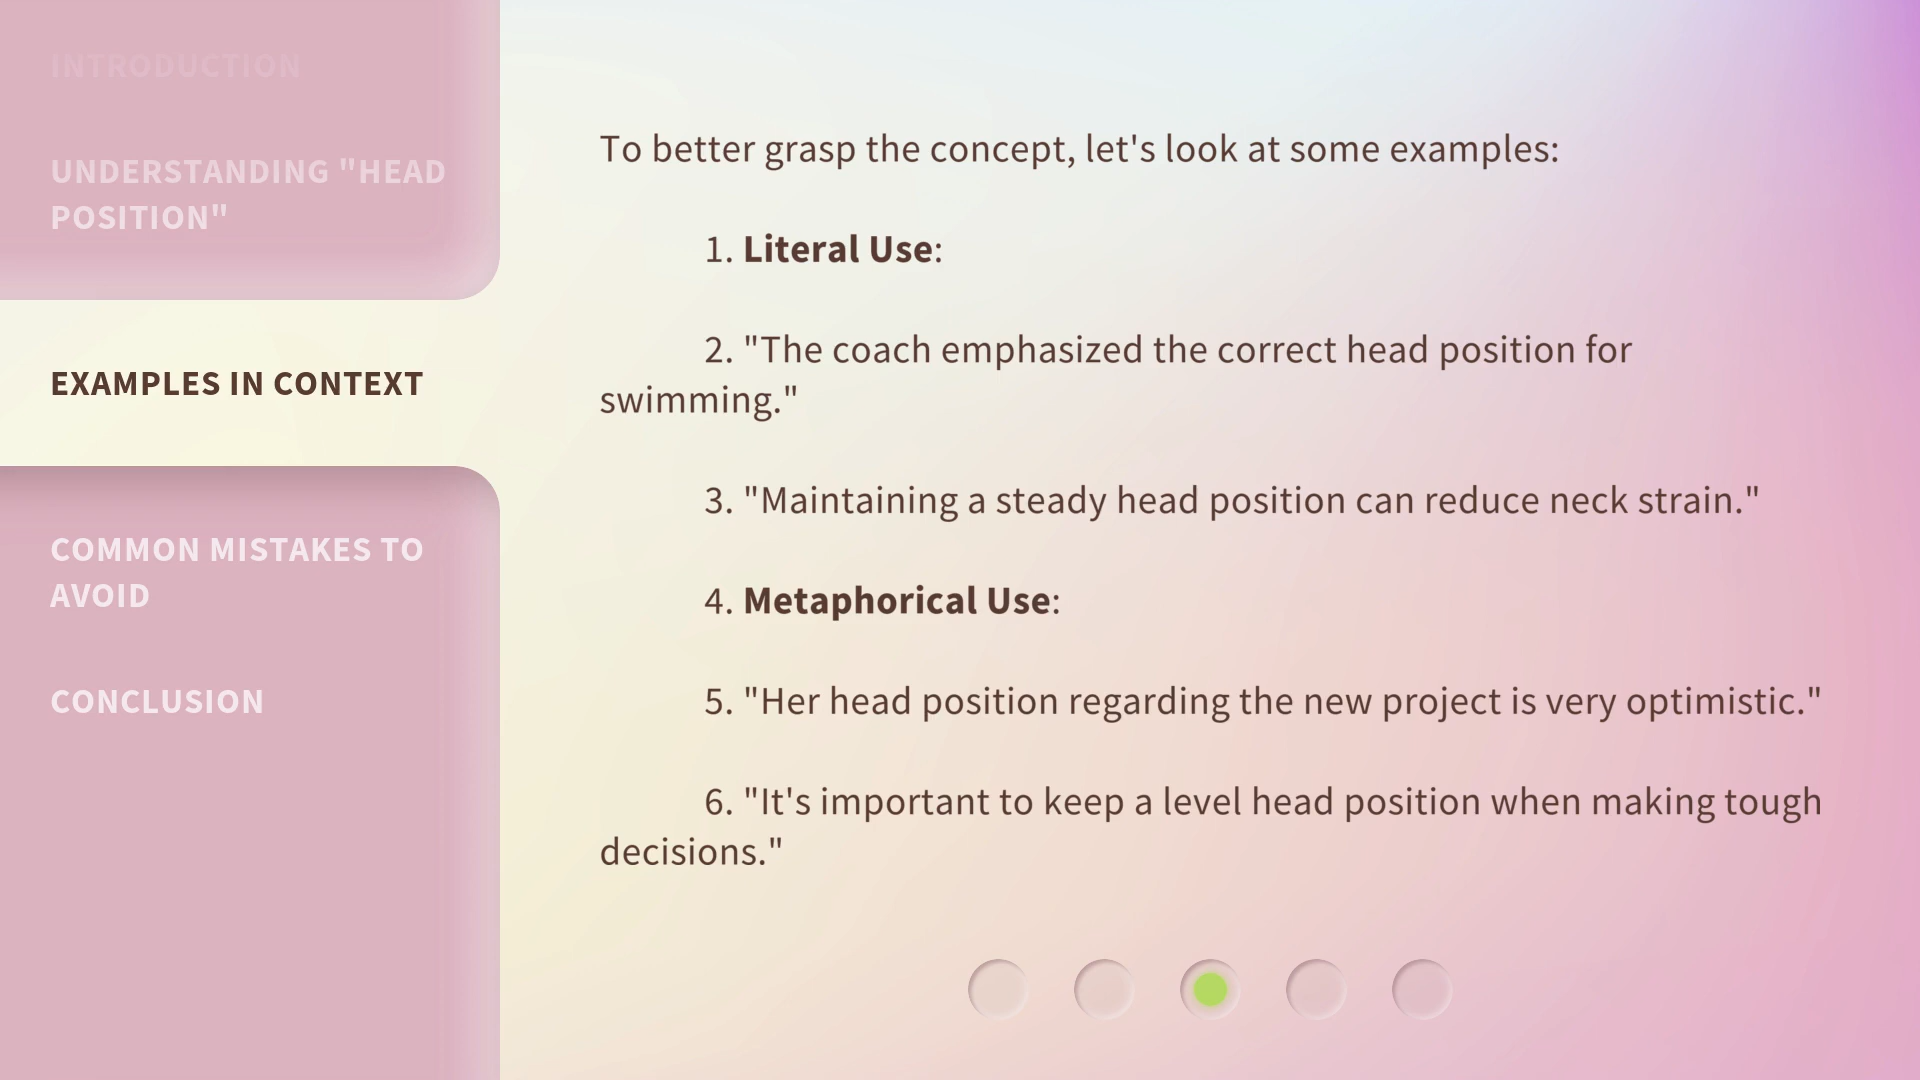 INTRODUCTION
UNDERSTANDING "HEAD
POSITION"
EXAMPLES IN CONTEXT
COMMON MISTAKES TO
AVOID
CONCLUSION
To better grasp the concept, let's look at some examples:
1. Literal Use:
2. "The coach emphasized the correct head position for
swimming."
3. "Maintaining a steady head position can reduce neck strain."
4. Metaphorical Use:
5. "Her head position regarding the new project is very optimistic."
6. "It's important to keep a level head position when making tough
decisions."